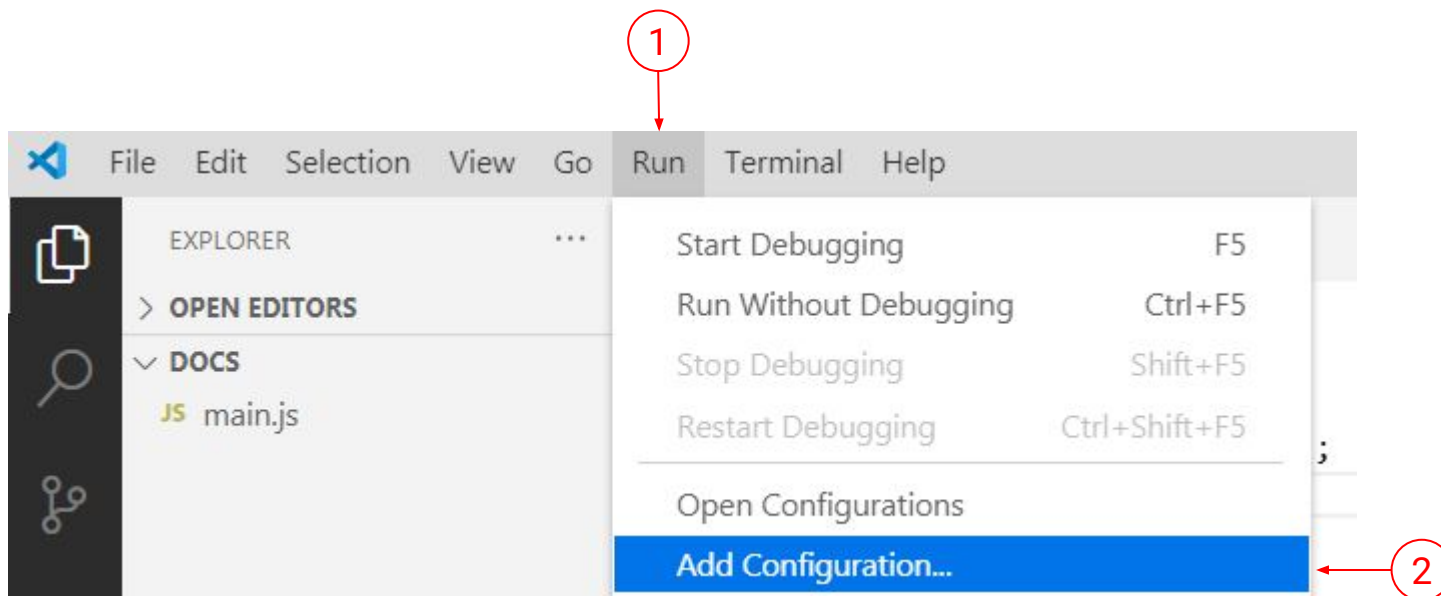 1
File Edit Selection View Go Run Terminal Help
EXPLORER ...
> OPEN EDITORS
DOCS
JS main.js
Start Debugging F5
Run Without Debugging Ctrl+F5
Stop Debugging Shift+F5
Restart Debugging Ctrl+Shift+F5
;
Open Configurations
Add Configuration...
2